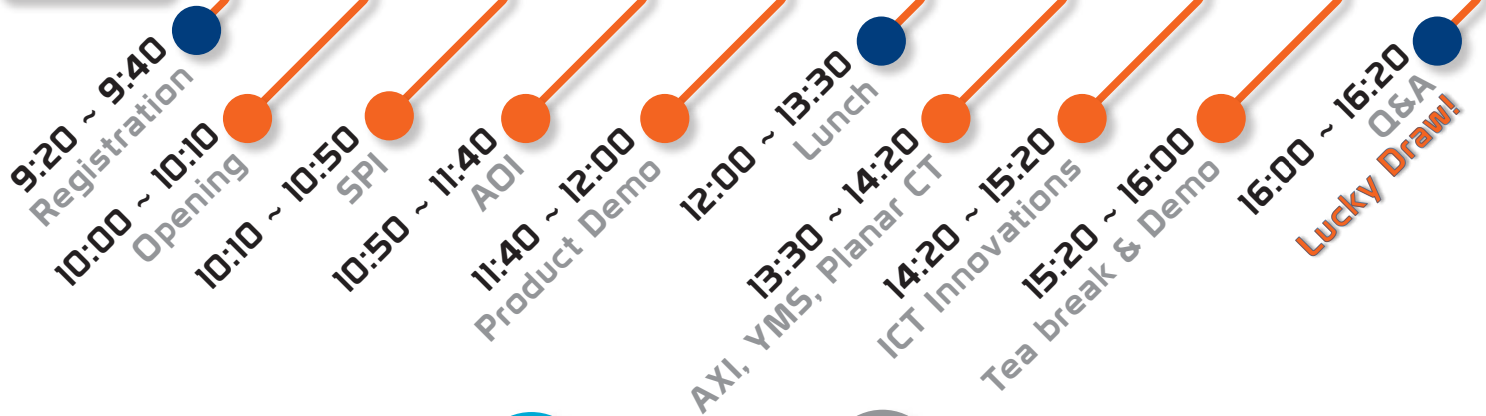 9:20 ~ 9:40
Registration
10:00 ~ 10:10
Opening
10:10 ~ 10:50
SPI
10:50 ~ 11:40
AOI
11:40 ~ 12:00
Product Demo
12:00 ~ 13:30
Lunch
13:30 ~ 14:20
AXI, YMS, Planar CT
14:20 ~ 15:20
ICT Innovations
15:20 ~ 16:00
Tea break & Demo
16:00 ~ 16:20
Q&A
Lucky Draw!